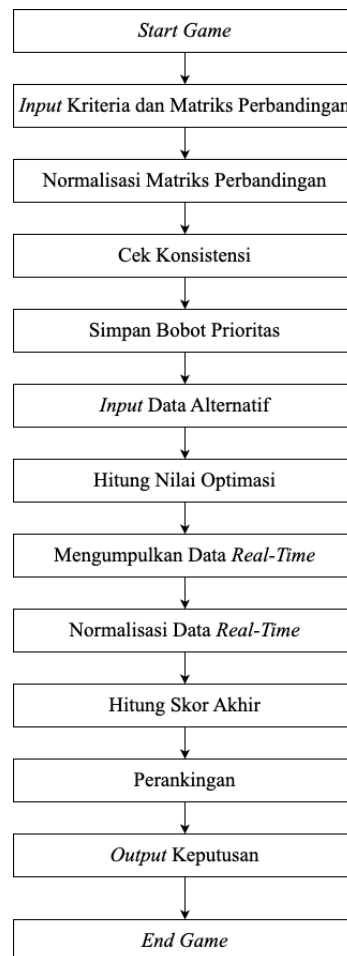 Start Game
Input Kriteria dan Matriks Perbandingan
Normalisasi Matriks Perbandingan
Cek Konsistensi
Simpan Bobot Prioritas
Input Data Alternatif
Hitung Nilai Optimasi
Mengumpulkan Data Real-Time
Normalisasi Data Real-Time
Hitung Skor Akhir
Perankingan
Output Keputusan
End Game